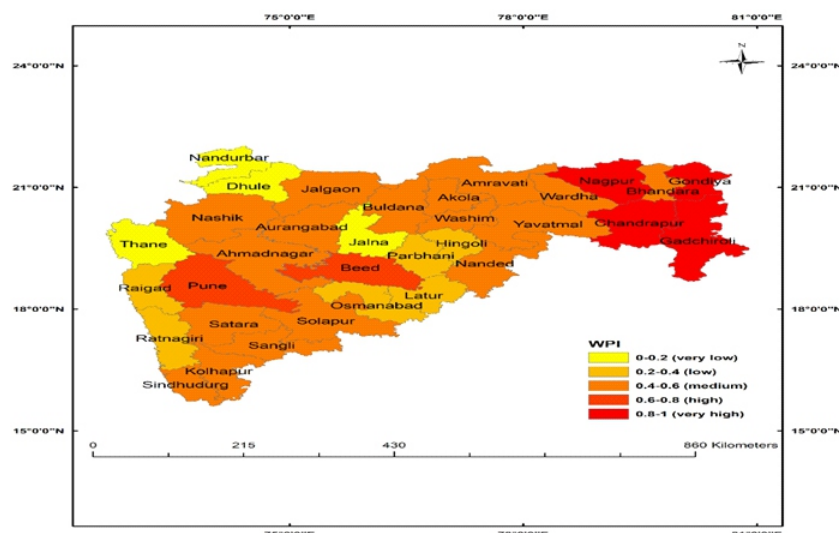 75°0'0"E 78°0'0"E 81°0'0"E
N
24°0'0"N 24°0'0"N
Nandurbar
Dhule
Jalgaon
Amravati
Nagpur
Gondiya
Bhandara
21°0'0"N 21°0'0"N
Buldana
Akola
Wardha
Nashik
Aurangabad
Washim
Yavatmal
Chandrapur
Thane
Jalna
Hingoli
Gadchiroli
Ahmadnagar
Parbhani
Beed
Nanded
Raigad
Pune
Latur
Osmanabad
18°0'0"N 18°0'0"N
Satara
Solapur
Ratnagiri
Sangli
Kolhapur
Sindhudurg
WPI
0-0.2 (very low)
0.2-0.4 (low)
0.4-0.6 (medium)
0.6-0.8 (high)
0.8-1 (very high)
15°0'0"N 15°0'0"N
0 215 430 860 Kilometers